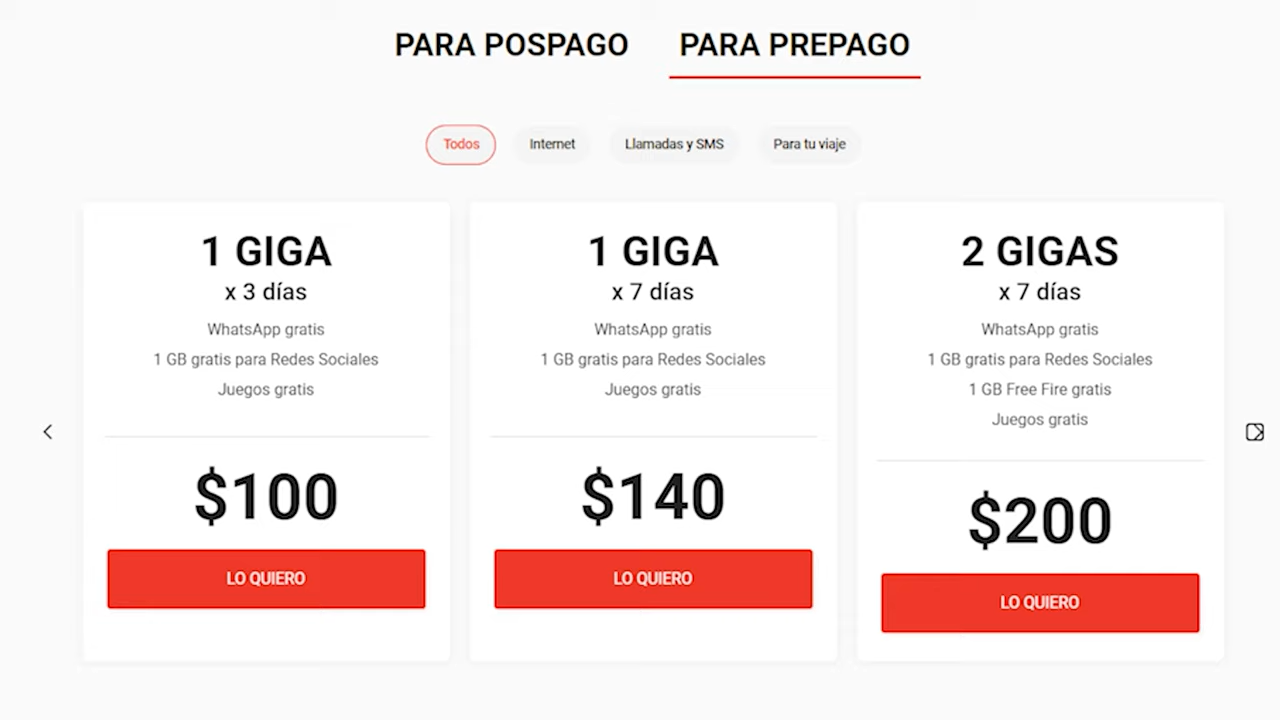 PARA POSPAGO
PARA PREPAGO
Todos
Internet
Llamadas y SMS
Para tu viaje
1 GIGA
x 3 días
WhatsApp gratis
1 GB gratis para Redes Sociales
Juegos gratis
$100
LO QUIERO
1 GIGA
x 7 días
WhatsApp gratis
1 GB gratis para Redes Sociales
Juegos gratis
$140
LO QUIERO
2 GIGAS
x 7 días
WhatsApp gratis
1 GB gratis para Redes Sociales
1 GB Free Fire gratis
Juegos gratis
$200
LO QUIERO